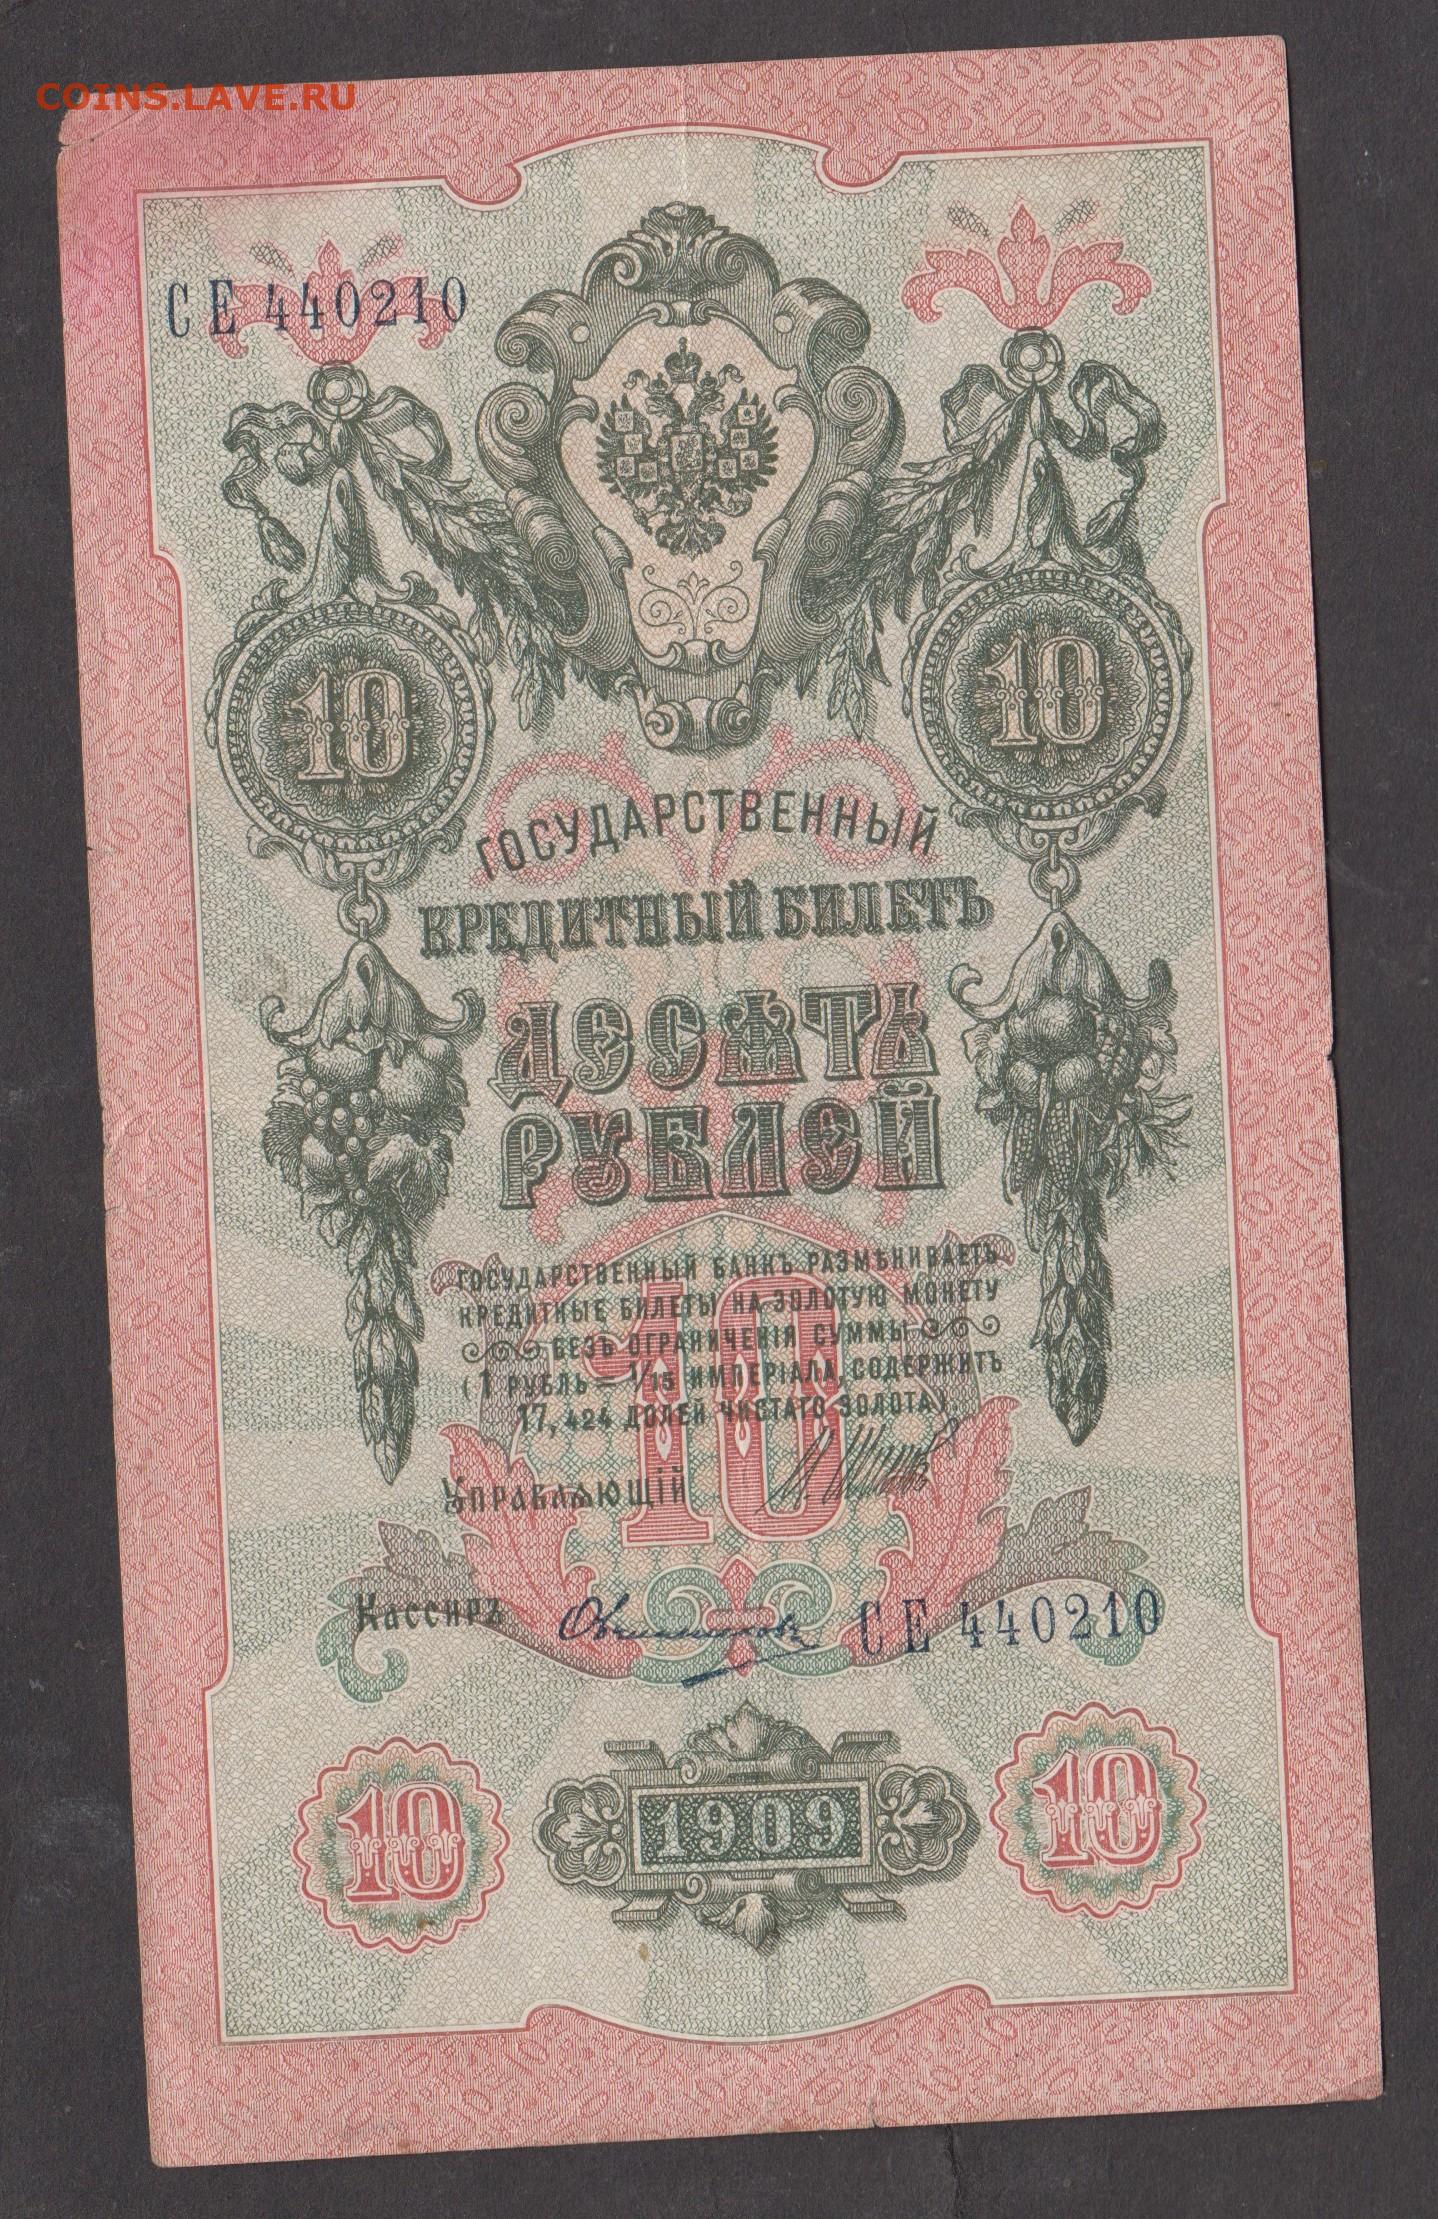 COINS.LAVE.RU
СЕ 440210
10
10
ГОСУДАРСТВЕННЫЙ
КРЕДИТНЫЙ БИЛЕТЪ
ДЕСѦТЬ
РУБЛЕЙ
ГОСУДАРСТВЕННЫЙ БАНКЪ РАЗМѢНИВАЕТЪ
КРЕДИТНЫЕ БИЛЕТЫ НА ЗОЛОТУЮ МОНЕТУ
БЕЗЪ ОГРАНИЧЕНІЯ СУММЫ
(1 РУБЛЬ = 1/15 ИМПЕРІАЛА, СОДЕРЖИТЪ
17,424 ДОЛЕЙ ЧИСТАГО ЗОЛОТА).
10
УПРАВЛѦЮЩІЙ
Кассиръ
СЕ 440210
10
1909
10